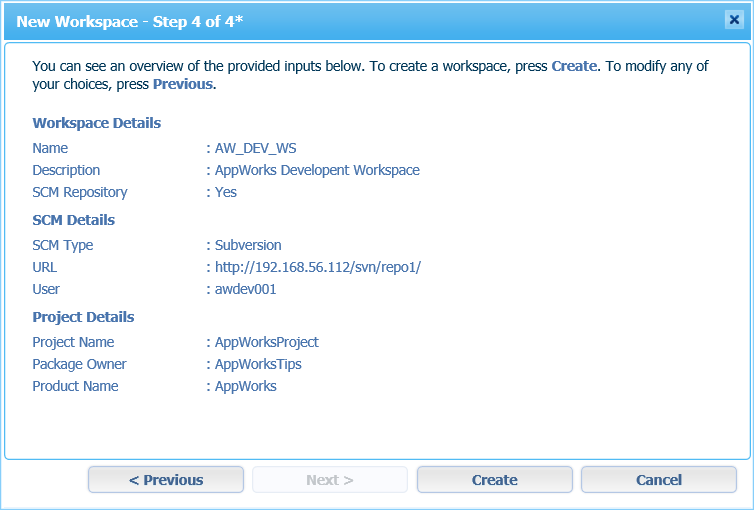 New Workspace - Step 4 of 4*
You can see an overview of the provided inputs below. To create a workspace, press Create. To modify any of
your choices, press Previous.
Workspace Details
Name : AW_DEV_WS
Description : AppWorks Developent Workspace
SCM Repository : Yes
SCM Details
SCM Type : Subversion
URL : http://192.168.56.112/svn/repo1/
User : awdev001
Project Details
Project Name : AppWorksProject
Package Owner : AppWorksTips
Product Name : AppWorks
< Previous Next > Create Cancel